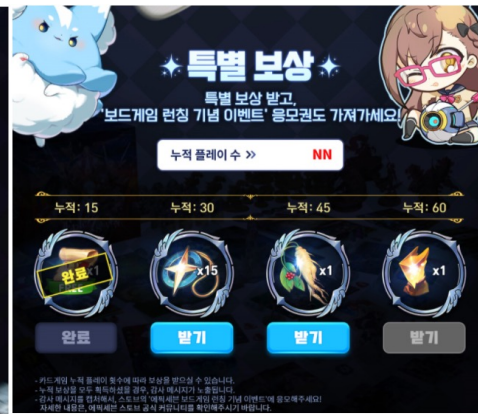 특별 보상
특별 보상 받고,
'보드게임 런칭 기념 이벤트' 응모권도 가져가세요!
누적 플레이 수 >> NN
누적: 15 누적: 30 누적: 45 누적: 60
완료 x1 x15 x1 x1
완료 받기 받기 받기
- 카드게임 누적 플레이 횟수에 따라 보상을 받으실 수 있습니다.
- 누적 보상을 모두 획득하셨을 경우, 감사 메시지가 노출됩니다.
- 감사 메시지를 캡처해서, 스토브의 '에픽세븐 보드게임 런칭 기념 이벤트'에 응모해주세요!
자세한 내용은, 에픽세븐 스토브 공식 커뮤니티를 확인해주시기 바랍니다.